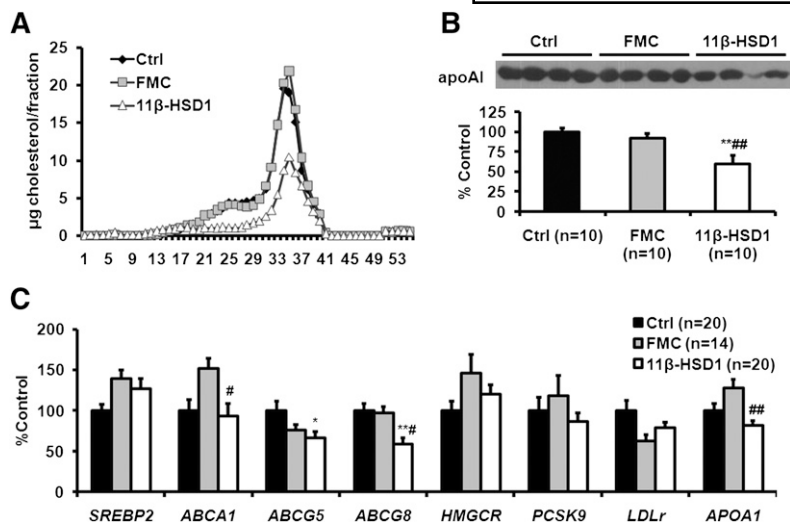 A
µg cholesterol/fraction
25
20
15
10
5
0
Ctrl
FMC
11β-HSD1
1 5 9 13 17 21 25 29 33 37 41 45 49 53
B
Ctrl FMC 11β-HSD1
apoAI
% Control
125
100
75
50
25
0
**##
Ctrl (n=10) FMC (n=10) 11β-HSD1 (n=10)
C
%Control
200
150
100
50
0
Ctrl (n=20)
FMC (n=14)
11β-HSD1 (n=20)
# * **# ##
SREBP2 ABCA1 ABCG5 ABCG8 HMGCR PCSK9 LDLr APOA1